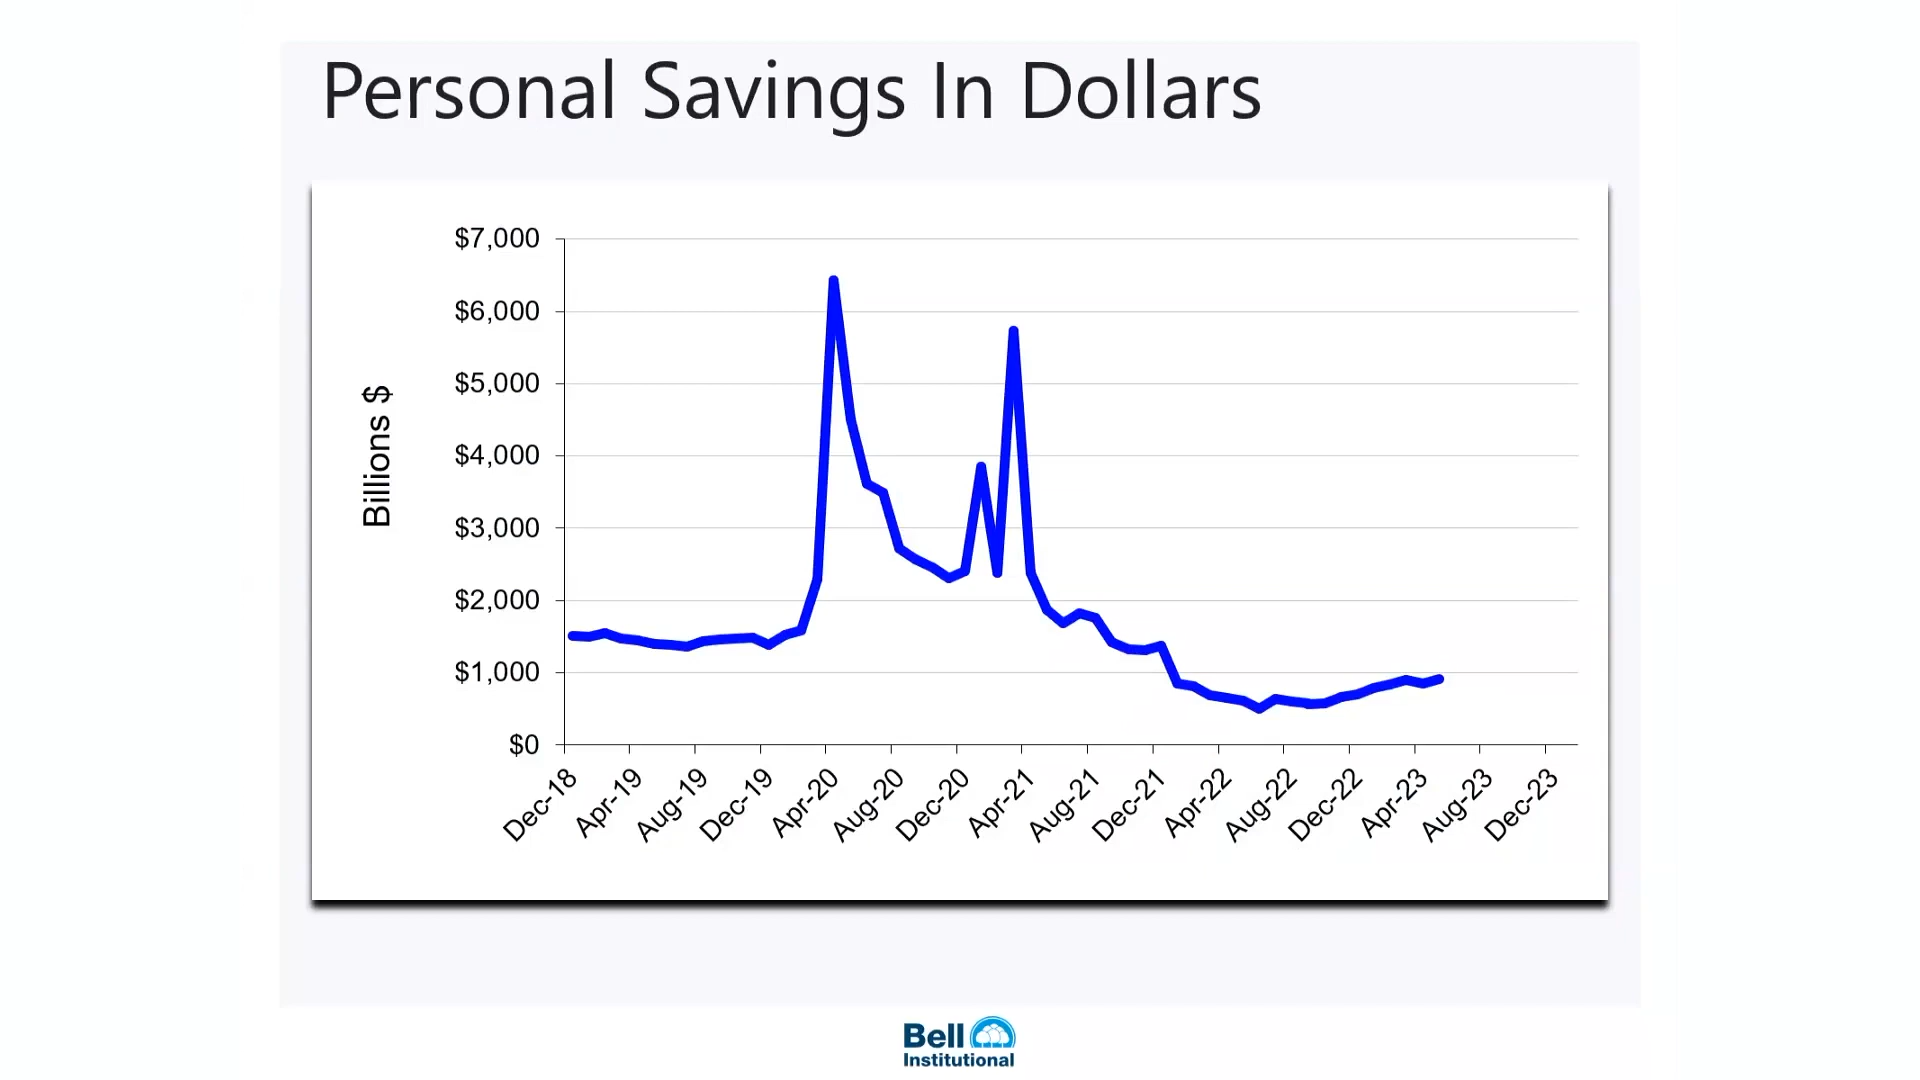 Personal Savings In Dollars
Billions $
$7,000
$6,000
$5,000
$4,000
$3,000
$2,000
$1,000
$0
Dec-18
Apr-19
Aug-19
Dec-19
Apr-20
Aug-20
Dec-20
Apr-21
Aug-21
Dec-21
Apr-22
Aug-22
Dec-22
Apr-23
Aug-23
Dec-23
Bell
Institutional